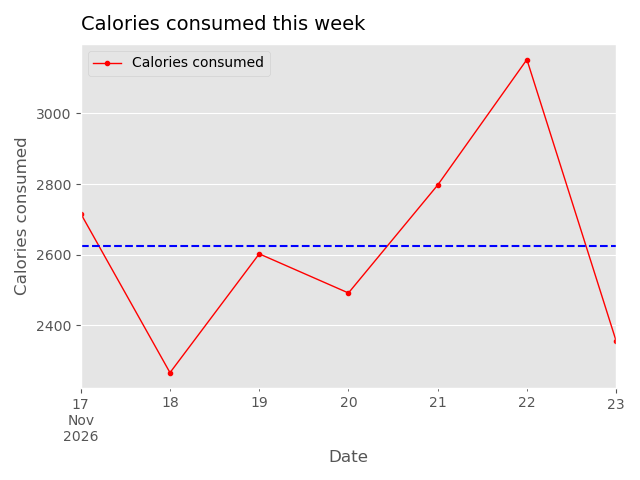 Calories consumed this week
Calories consumed
Calories consumed
3000
2800
2600
2400
17 18 19 20 21 22 23
Nov
2026
Date